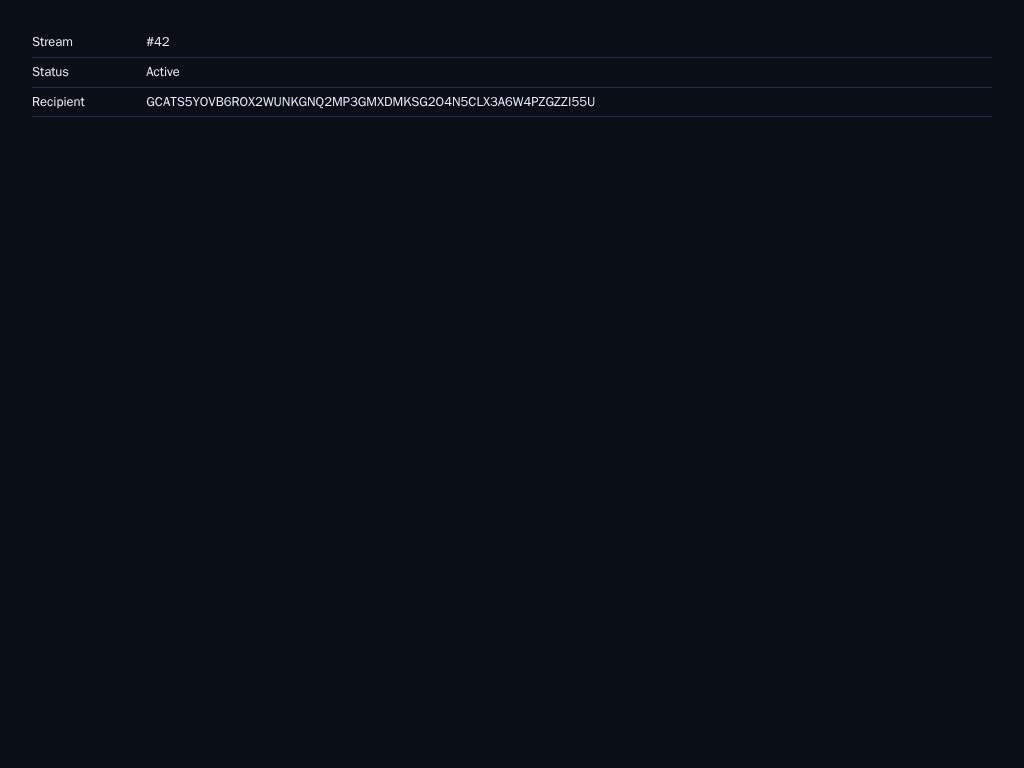 Stream #42
Status Active
Recipient GCATS5YOVB6ROX2WUNKGNQ2MP3GMXDMKSG2O4N5CLX3A6W4PZGZZI55U